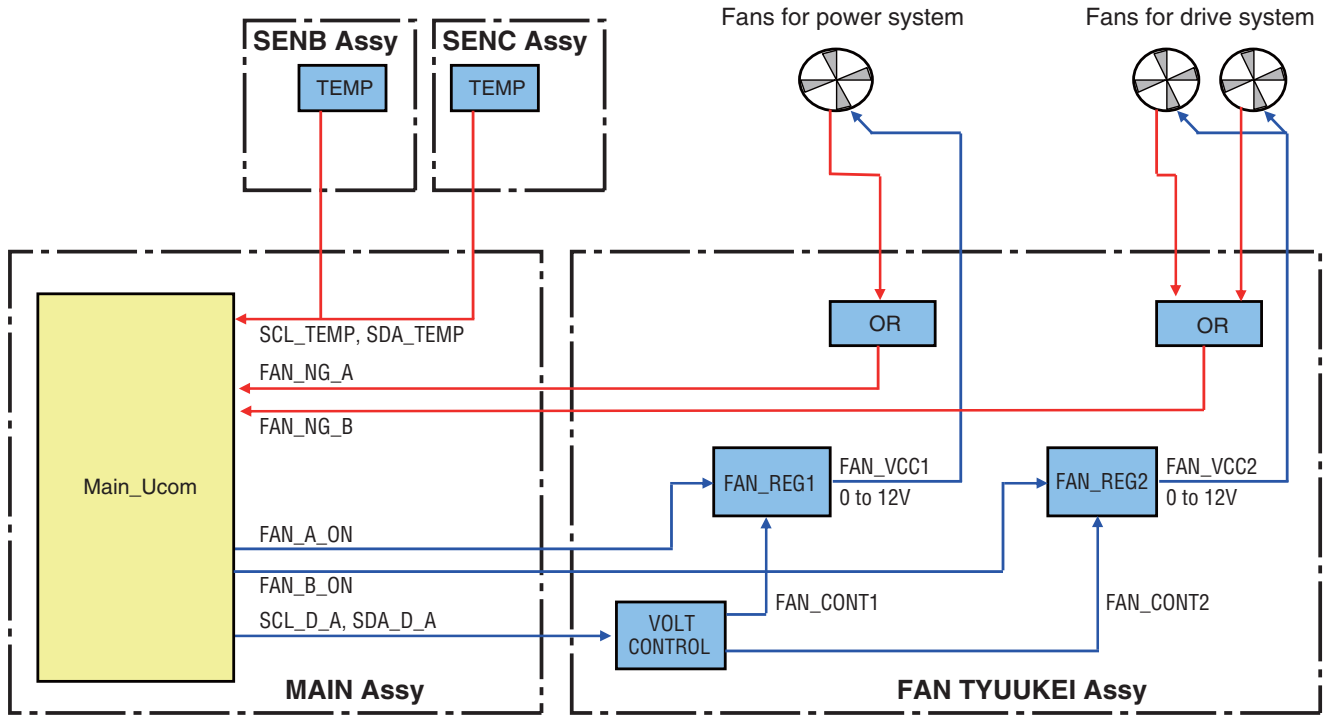 Fans for power system
Fans for drive system
SENB Assy
SENC Assy
TEMP
TEMP
OR
OR
SCL_TEMP, SDA_TEMP
FAN_NG_A
FAN_NG_B
Main_Ucom
FAN_REG1
FAN_VCC1
0 to 12V
FAN_REG2
FAN_VCC2
0 to 12V
FAN_A_ON
FAN_B_ON
SCL_D_A, SDA_D_A
VOLT
CONTROL
FAN_CONT1
FAN_CONT2
MAIN Assy
FAN TYUUKEI Assy